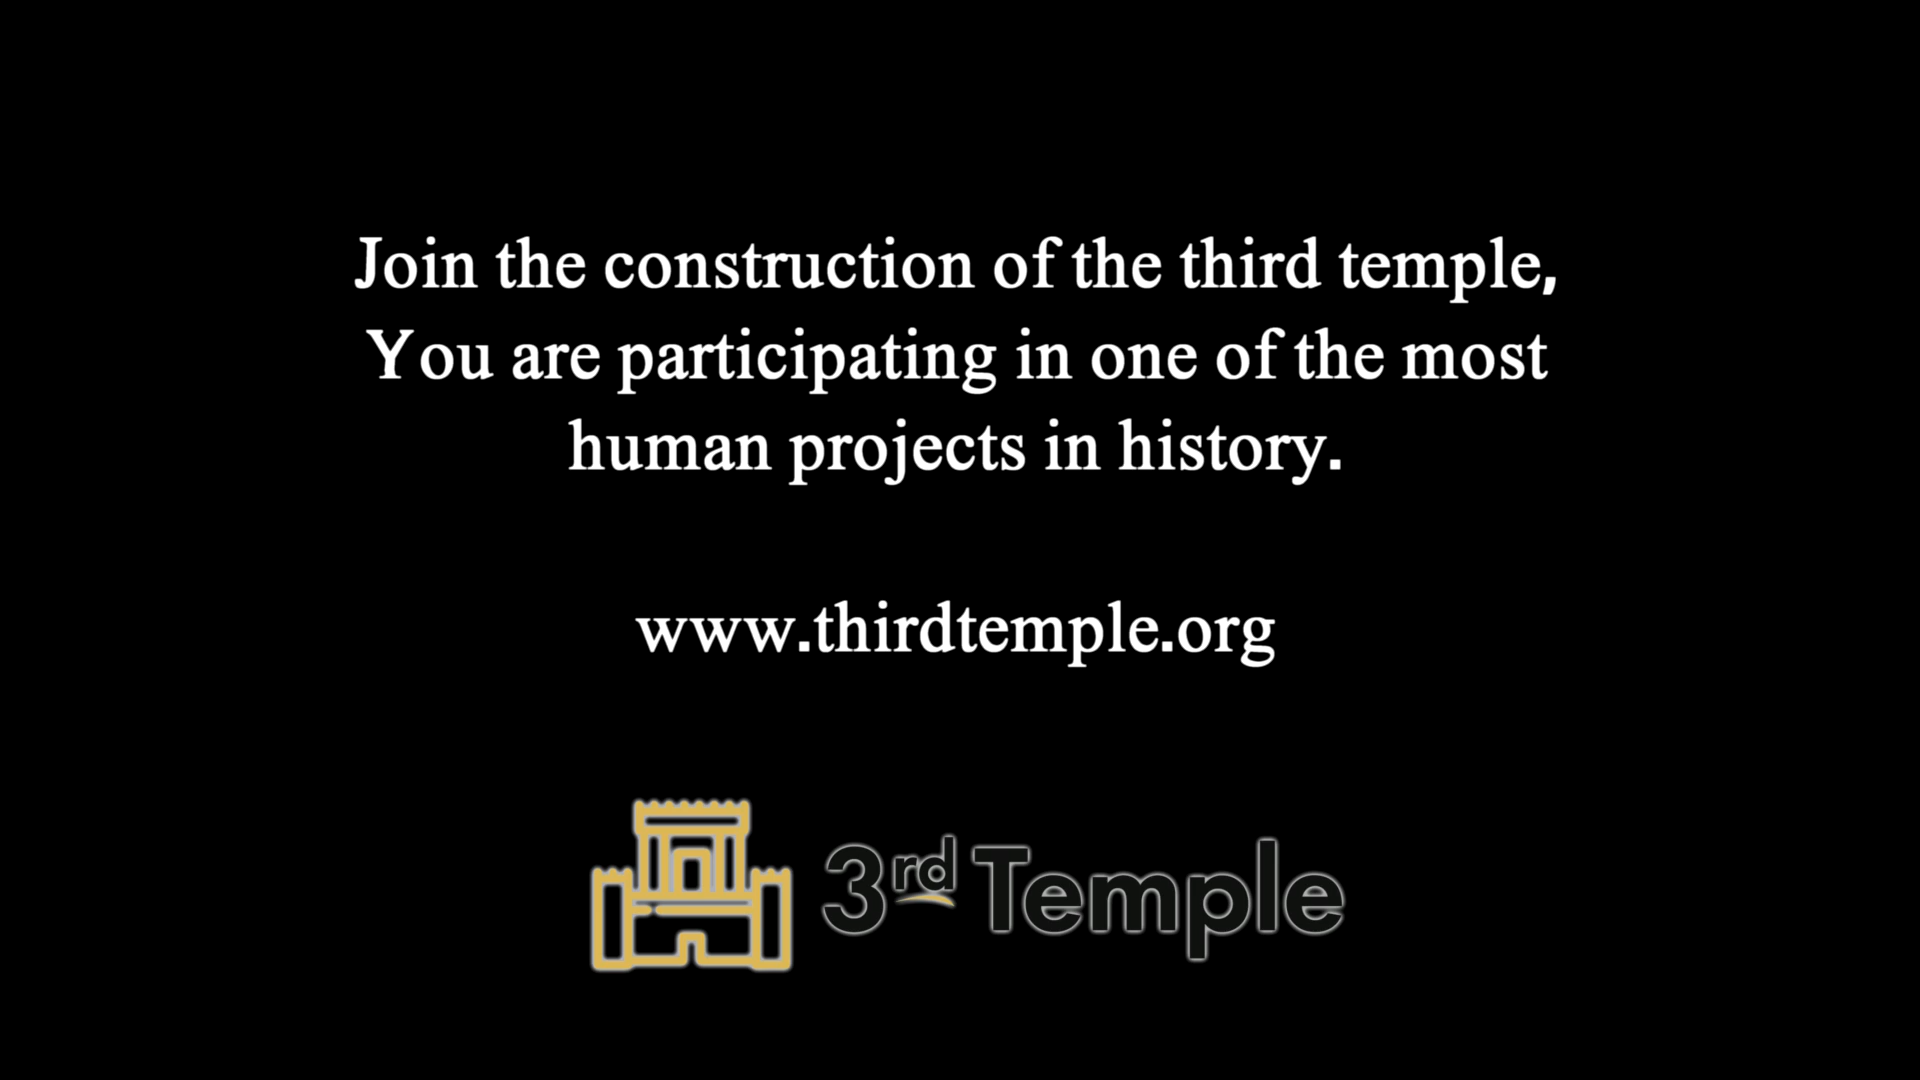 Join the construction of the third temple,
You are participating in one of the most
human projects in history.
www.thirdtemple.org
3rd Temple